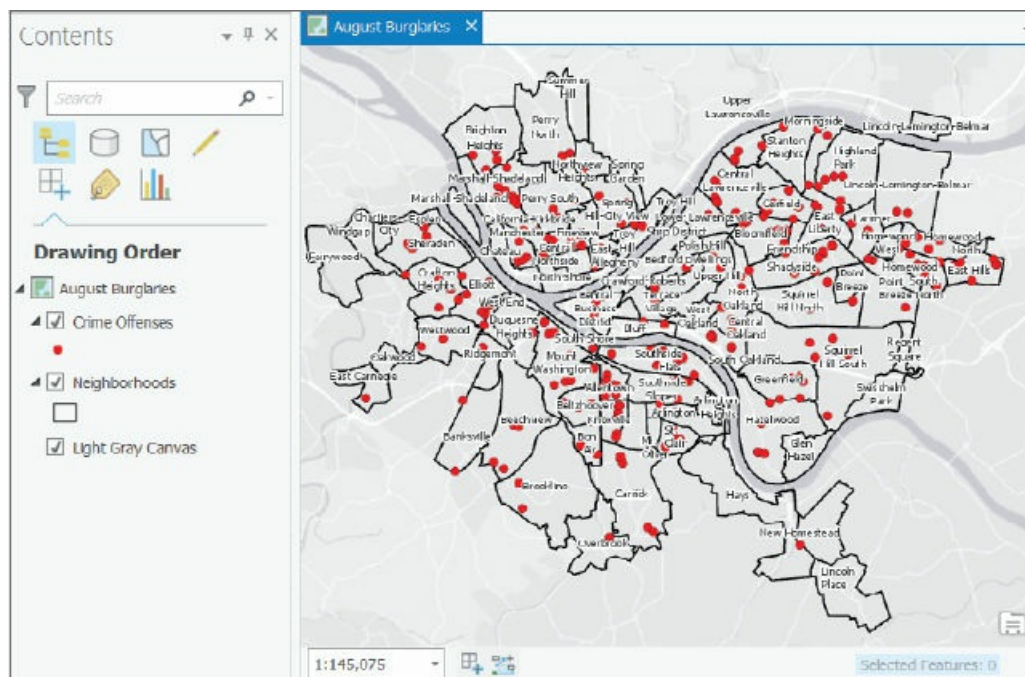 Contents
Search
Drawing Order
August Burglaries
Crime Offenses
Neighborhoods
Light Gray Canvas
August Burglaries
Summer
Hill
Upper
Lawrenceville
Morningside
Lincoln-Lemington-Belmar
Brighton
Heights
Perry
North
Stanton
Heights
Highland
Park
Northview
Heights
Spring
Garden
Marshall-Shadeland
Central
Lawrenceville
Lincoln-Lemington-Belmar
Marshall-Shadeland
Perry South
Spring
Hill-City View
Troy Hill
Lower Lawrenceville
Garfield
Chartiers
City
Windgap
Esplen
California-Kirkbride
Strip District
Bloomfield
East
Liberty
Larimer
Fairywood
Sheraden
Manchester
Fineview
Troy
Hill
Polish Hill
Friendship
Homewood
West
Homewood
North
Chateau
Central
Northside
East
Allegheny
Bedford Dwellings
Upper Hill
Shadyside
Point
Breeze
Homewood
South
East Hills
Crafton
Heights
Elliott
North Shore
Crawford-Roberts
Terrace
Village
North
Oakland
Squirrel
Hill North
Point
Breeze North
West End
Central
Business
District
Bluff
West
Oakland
Central
Oakland
Westwood
Duquesne
Heights
South Shore
Oakwood
Ridgemont
Mount
Washington
Southside
Flats
South Oakland
Squirrel
Hill South
Regent
Square
East Carnegie
Allentown
Southside
Slopes
Greenfield
Swisshelm
Park
Beltzhoover
Knoxville
Arlington
Arlington
Heights
Hazelwood
Banksville
Beechview
Bon
Air
Mt
Oliver
St
Clair
Glen
Hazel
Brookline
Carrick
Hays
Overbrook
New Homestead
Lincoln
Place
1:145,075
Selected Features: 0